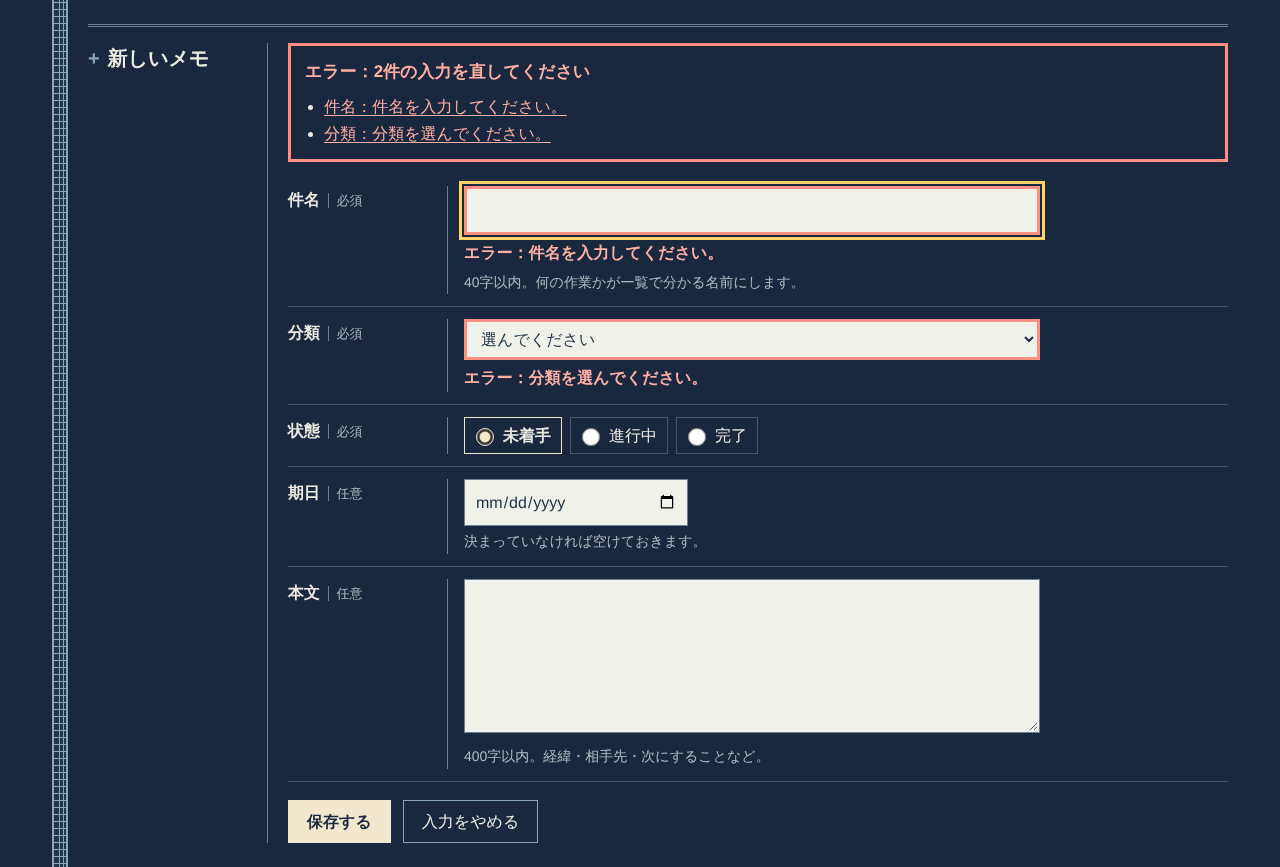 + 新しいメモ
エラー：2件の入力を直してください
件名：件名を入力してください。
分類：分類を選んでください。
件名 必須
エラー：件名を入力してください。
40字以内。何の作業かが一覧で分かる名前にします。
分類 必須
選んでください
エラー：分類を選んでください。
状態 必須
未着手 進行中 完了
期日 任意
mm/dd/yyyy
決まっていなければ空けておきます。
本文 任意
400字以内。経緯・相手先・次にすることなど。
保存する 入力をやめる